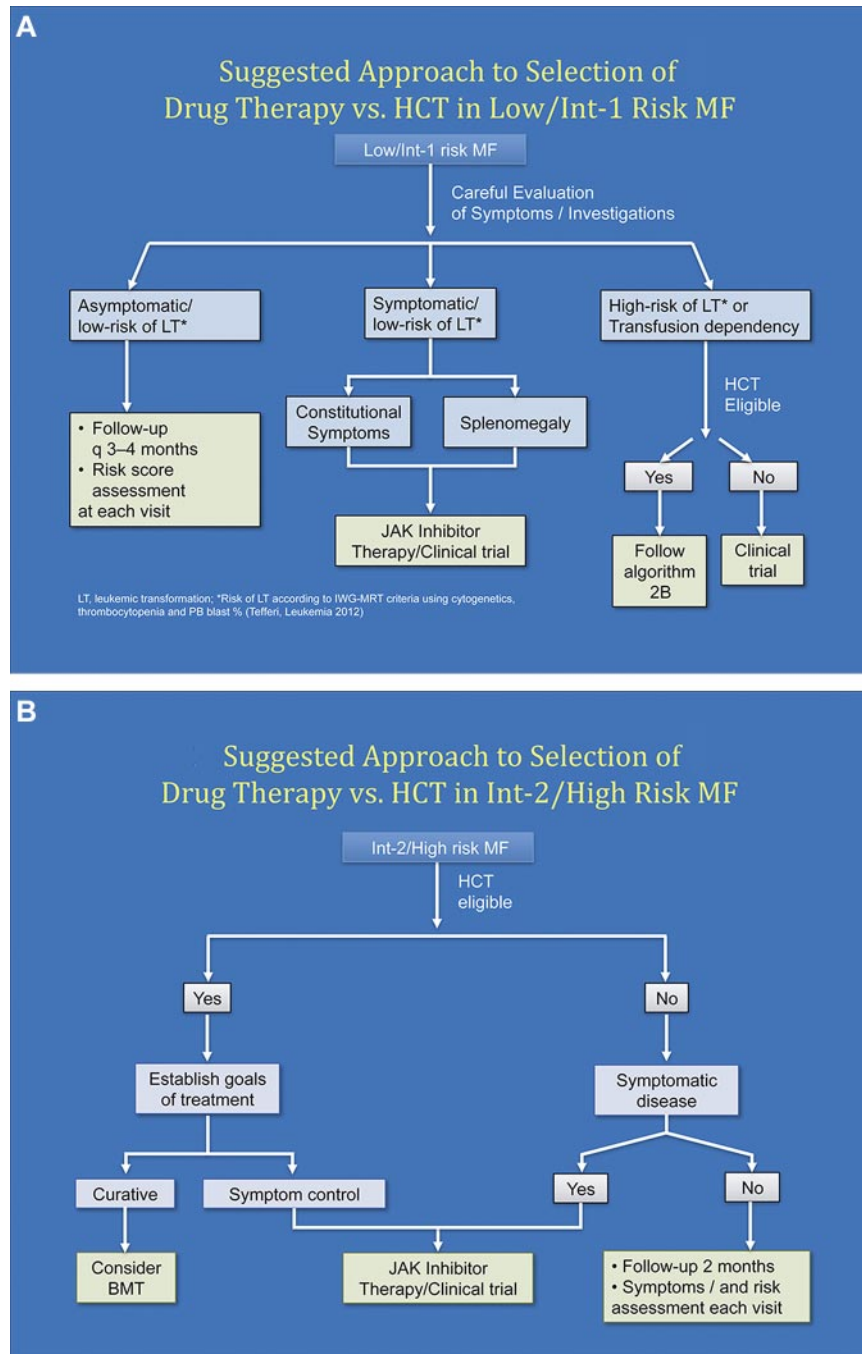 A
Suggested Approach to Selection of
Drug Therapy vs. HCT in Low/Int-1 Risk MF
Low/Int-1 risk MF
Careful Evaluation
of Symptoms / Investigations
Asymptomatic/
low-risk of LT*
Symptomatic/
low-risk of LT*
High-risk of LT* or
Transfusion dependency
HCT
Eligible
Constitutional
Symptoms
Splenomegaly
• Follow-up
q 3–4 months
• Risk score
assessment
at each visit
Yes
No
JAK Inhibitor
Therapy/Clinical trial
Follow
algorithm
2B
Clinical
trial
LT, leukemic transformation; *Risk of LT according to IWG-MRT criteria using cytogenetics,
thrombocytopenia and PB blast % (Tefferi, Leukemia 2012)
B
Suggested Approach to Selection of
Drug Therapy vs. HCT in Int-2/High Risk MF
Int-2/High risk MF
HCT
eligible
Yes
No
Establish goals
of treatment
Symptomatic
disease
Curative
Symptom control
Yes
No
Consider
BMT
JAK Inhibitor
Therapy/Clinical trial
• Follow-up 2 months
• Symptoms / and risk
assessment each visit